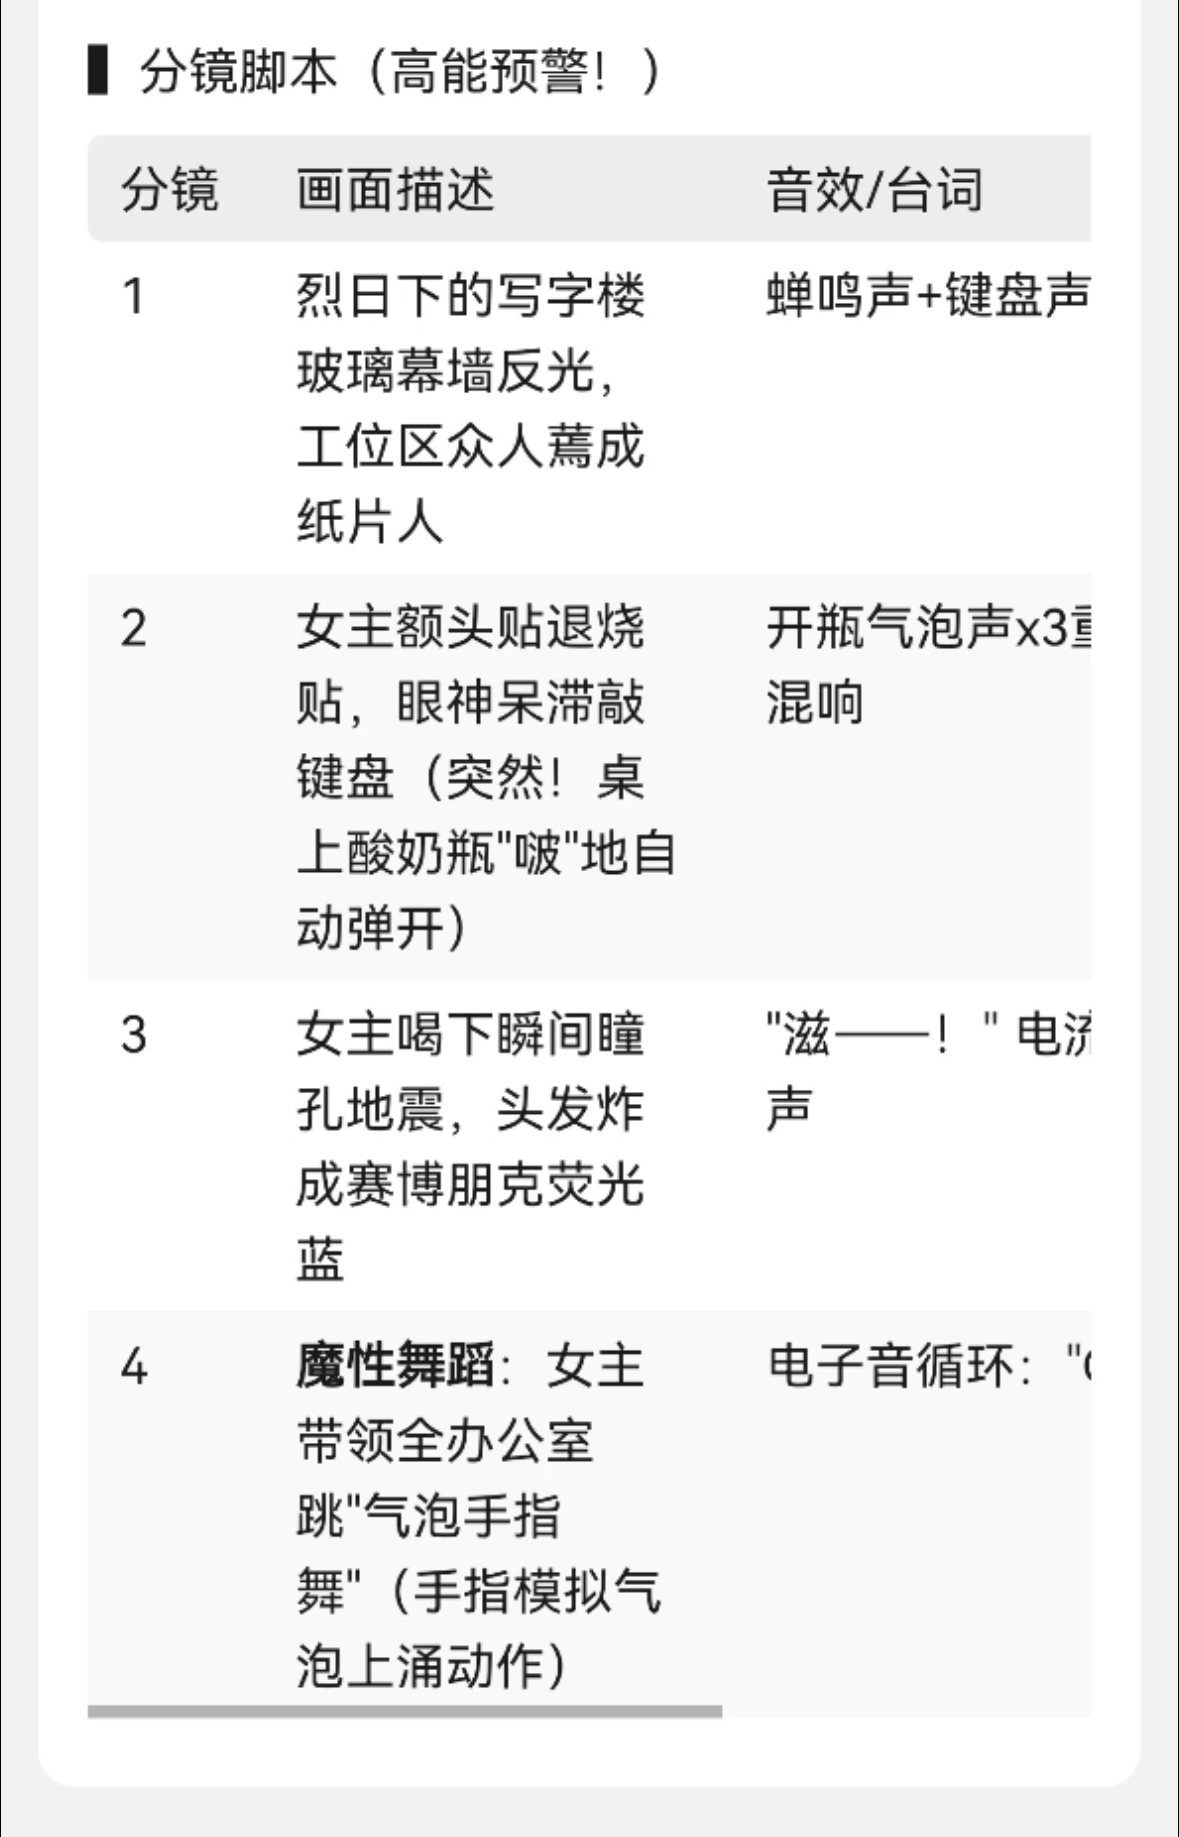 分镜脚本（高能预警！）
分镜 画面描述 音效/台词
1 烈日下的写字楼 蝉鸣声+键盘声
玻璃幕墙反光，
工位区众人蔫成
纸片人
2 女主额头贴退烧 开瓶气泡声x3重
贴，眼神呆滞敲 混响
键盘（突然！桌
上酸奶瓶"啵"地自
动弹开）
3 女主喝下瞬间瞳 "滋——！" 电流
孔地震，头发炸 声
成赛博朋克荧光
蓝
4 魔性舞蹈：女主 电子音循环："
带领全办公室
跳"气泡手指
舞"（手指模拟气
泡上涌动作）